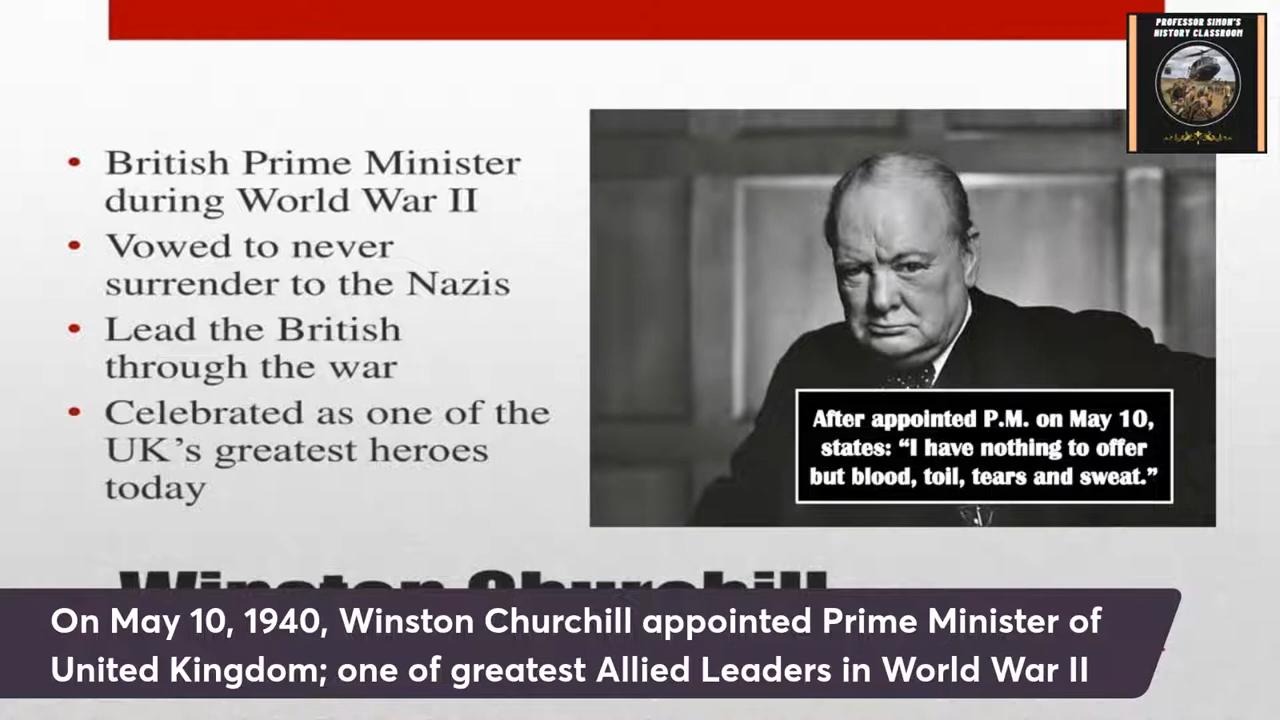 PROFESSOR SIMON'S
HISTORY CLASSROOM
• British Prime Minister
during World War II
• Vowed to never
surrender to the Nazis
• Lead the British
through the war
• Celebrated as one of the
UK's greatest heroes
today
After appointed P.M. on May 10,
states: “I have nothing to offer
but blood, toil, tears and sweat.”
Winston Churchill
On May 10, 1940, Winston Churchill appointed Prime Minister of
United Kingdom; one of greatest Allied Leaders in World War II